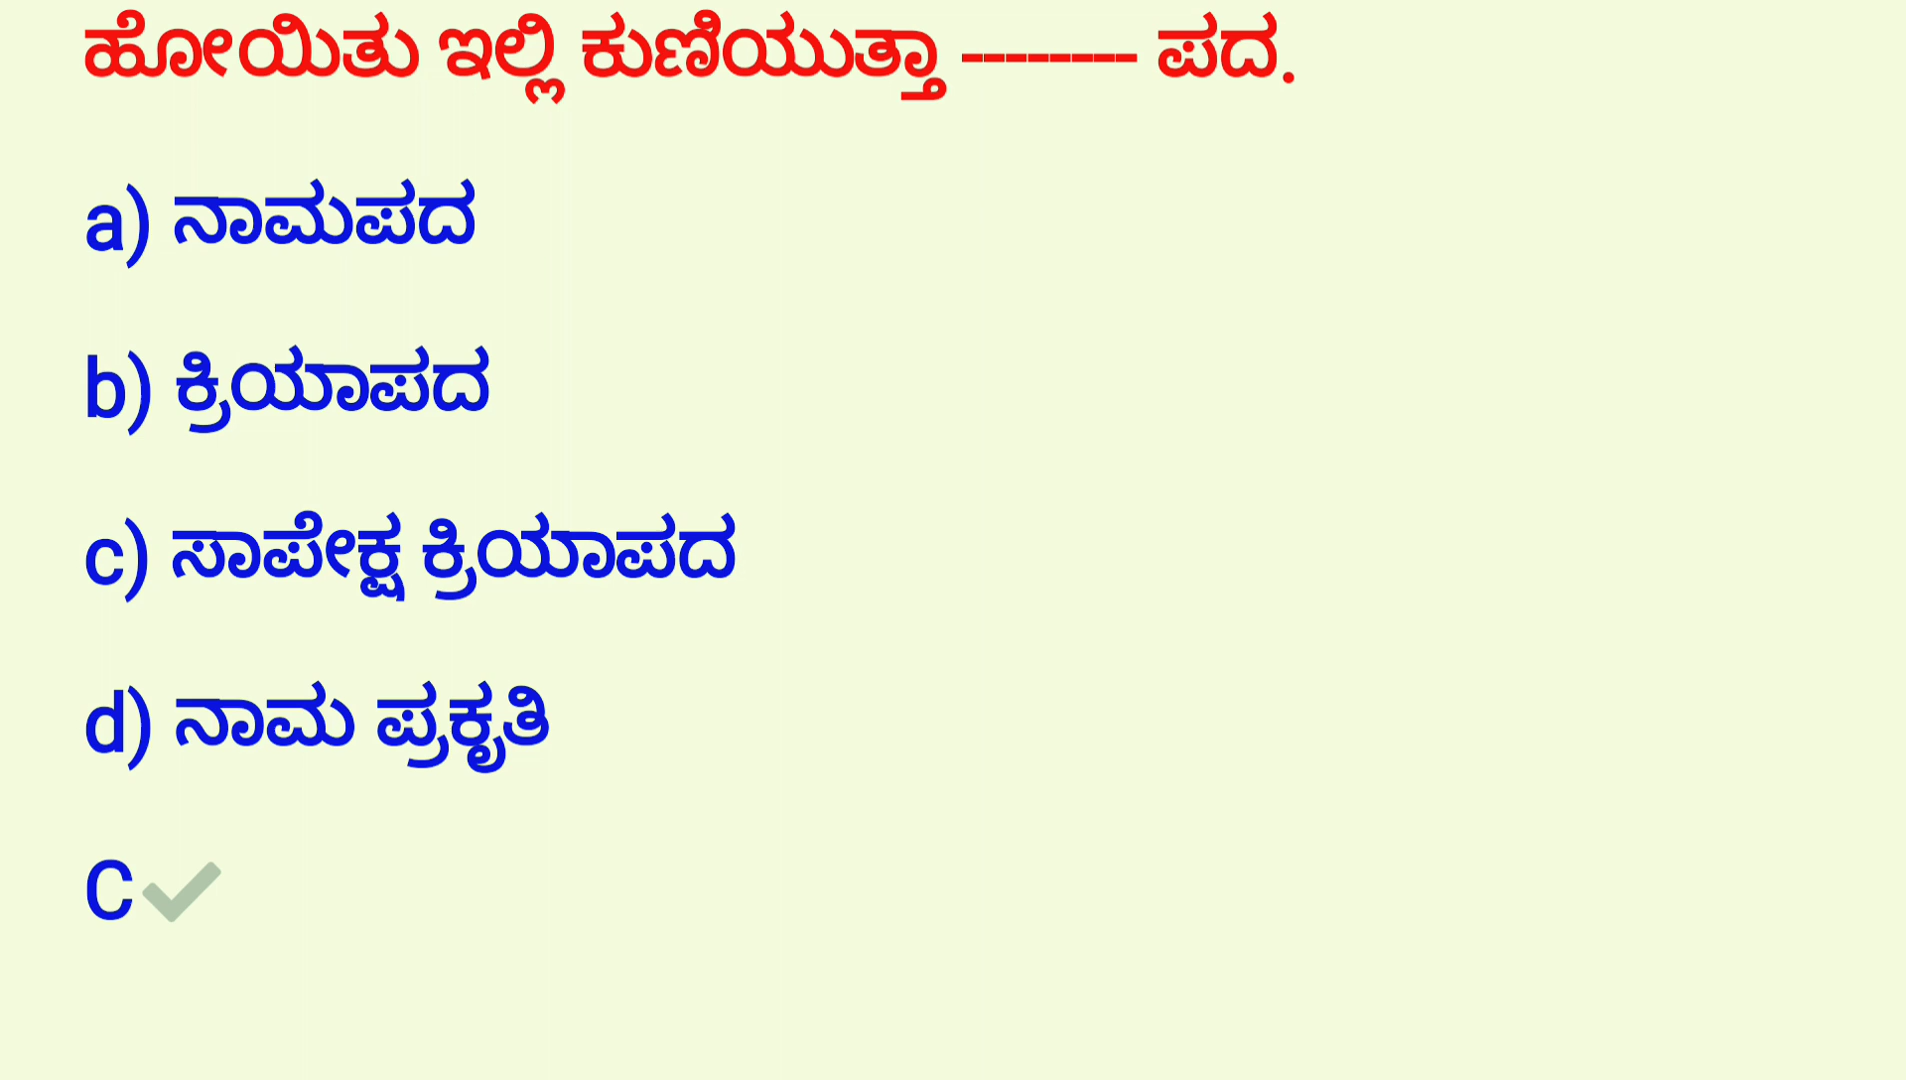 ಹೋಯಿತು ಇಲ್ಲಿ ಕುಣಿಯುತ್ತಾ -------- ಪದ.
a) ನಾಮಪದ
b) ಕ್ರಿಯಾಪದ
c) ಸಾಪೇಕ್ಷ ಕ್ರಿಯಾಪದ
d) ನಾಮ ಪ್ರಕೃತಿ
C✓